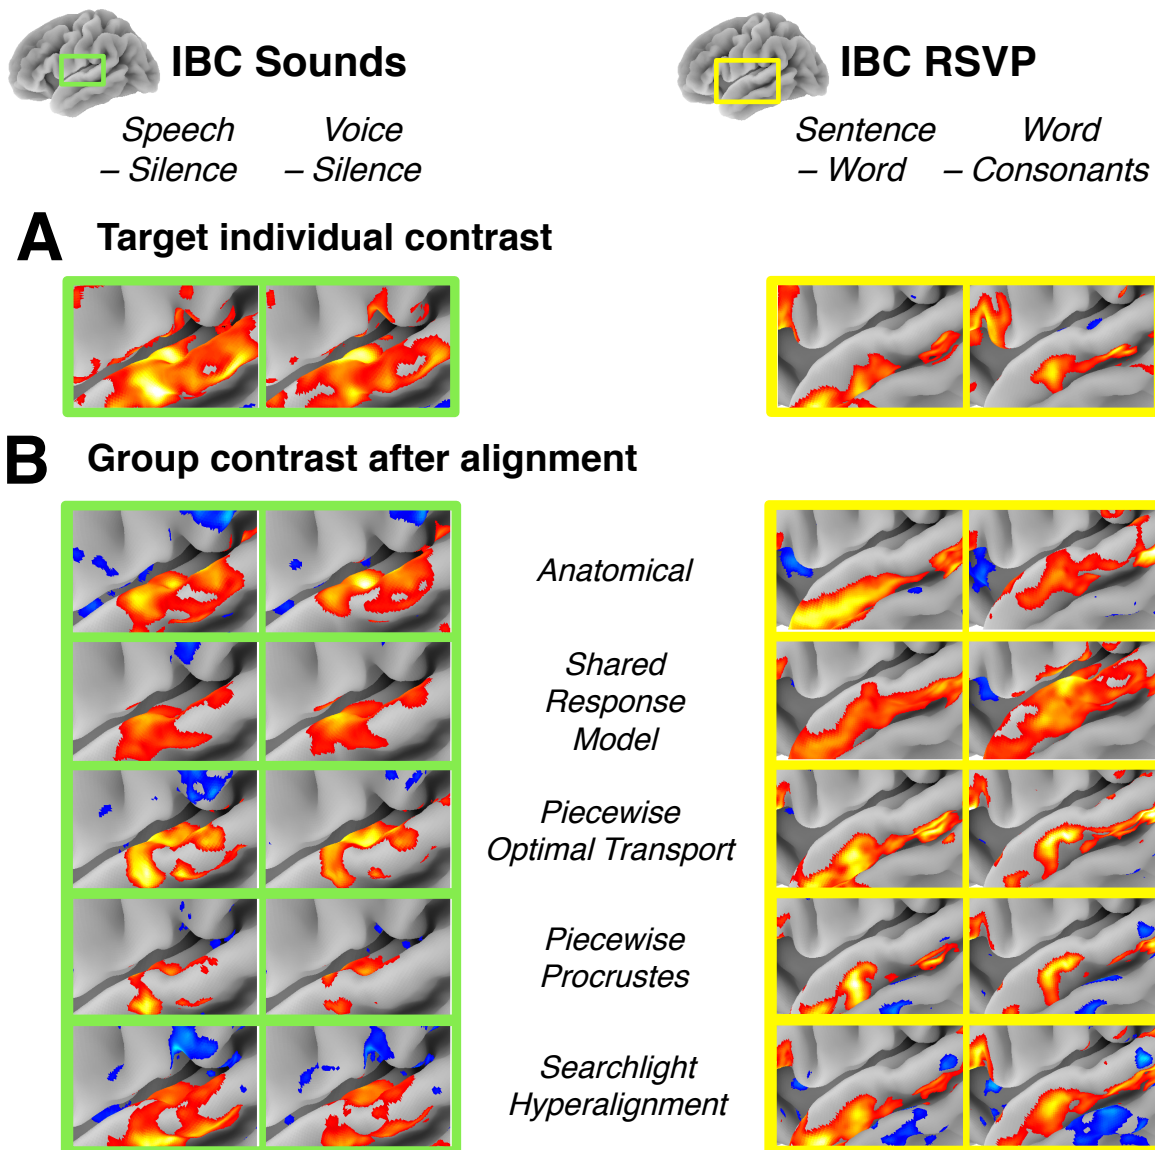 IBC Sounds
Speech
– Silence
Voice
– Silence
IBC RSVP
Sentence
– Word
Word
– Consonants
A Target individual contrast
B Group contrast after alignment
Anatomical
Shared
Response
Model
Piecewise
Optimal Transport
Piecewise
Procrustes
Searchlight
Hyperalignment